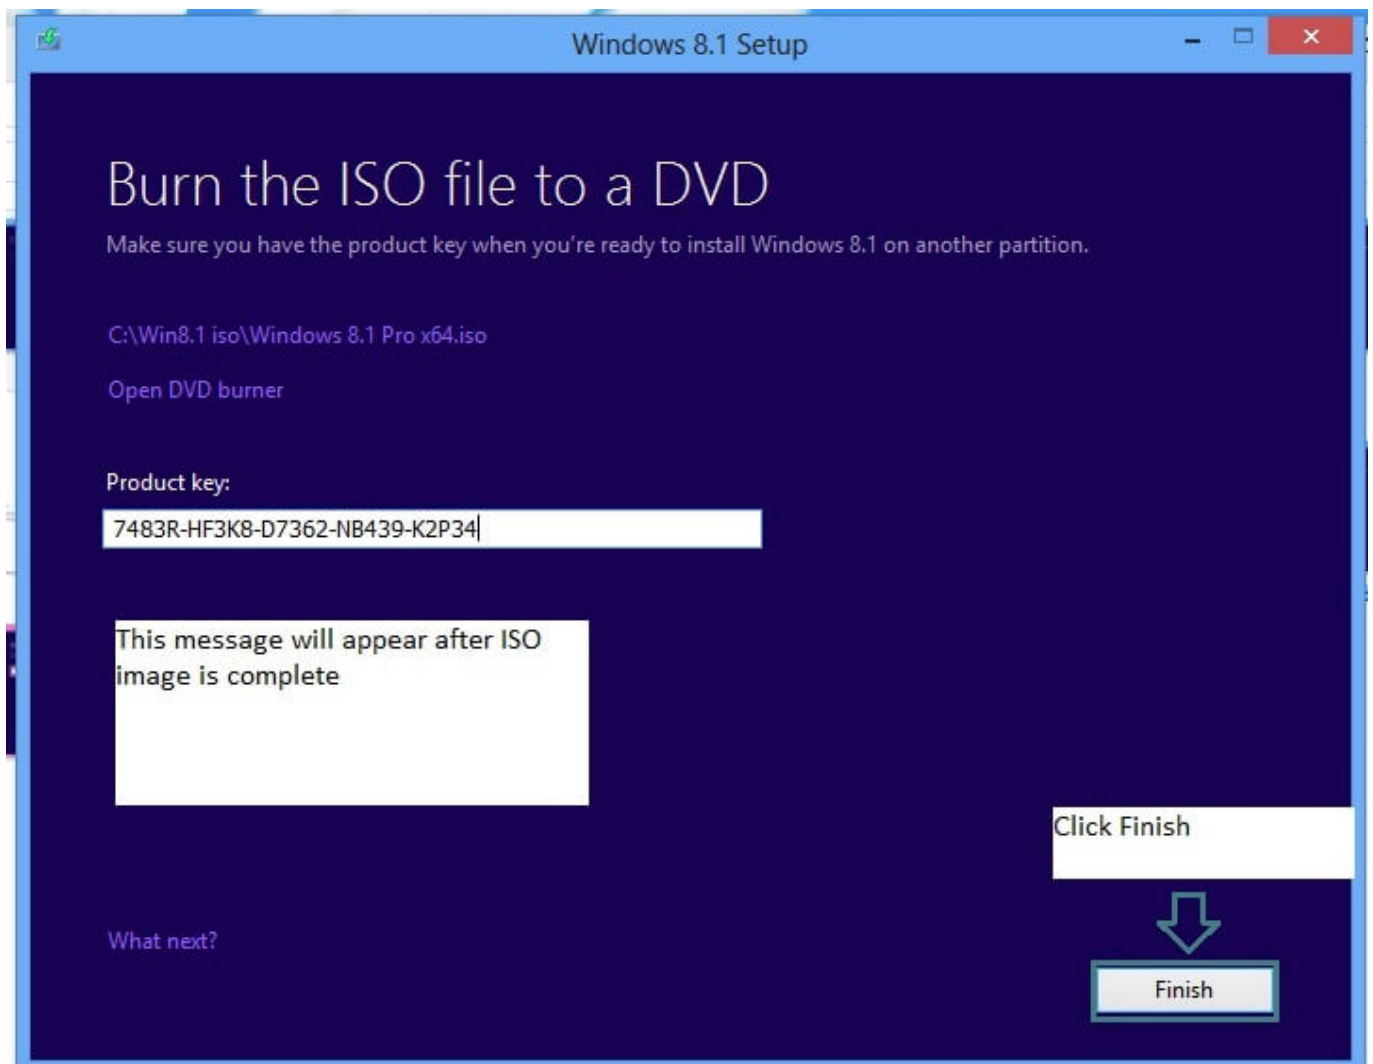 Windows 8.1 Setup
Burn the ISO file to a DVD
Make sure you have the product key when you're ready to install Windows 8.1 on another partition.
C:\Win8.1 iso\Windows 8.1 Pro x64.iso
Open DVD burner
Product key:
7483R-HF3K8-D7362-NB439-K2P34
This message will appear after ISO
image is complete
Click Finish
What next?
Finish